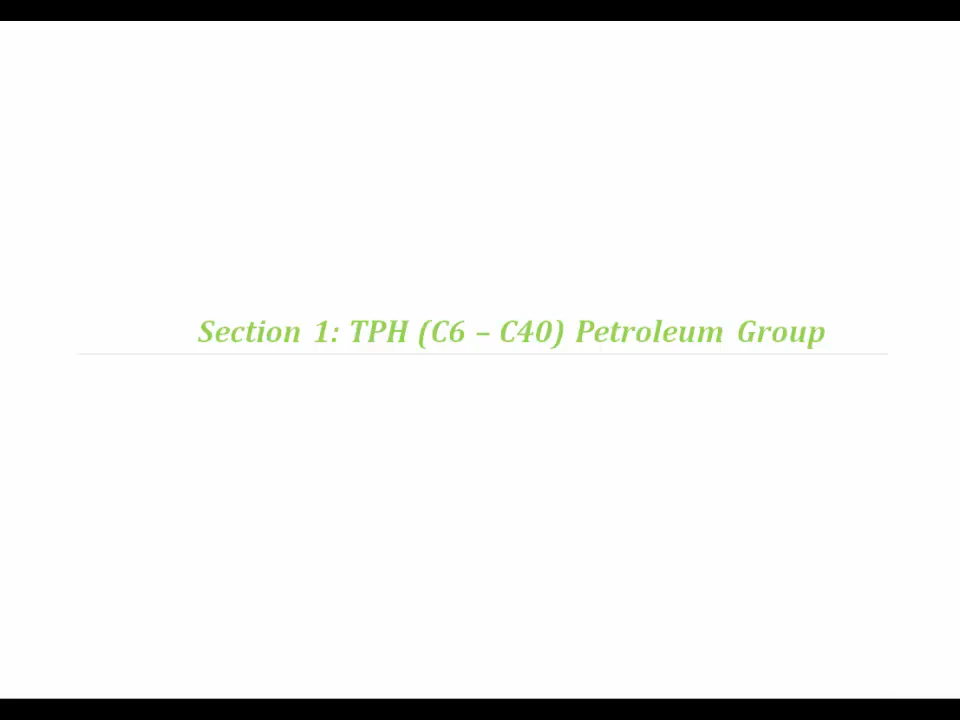 Section 1: TPH (C6 – C40) Petroleum Group